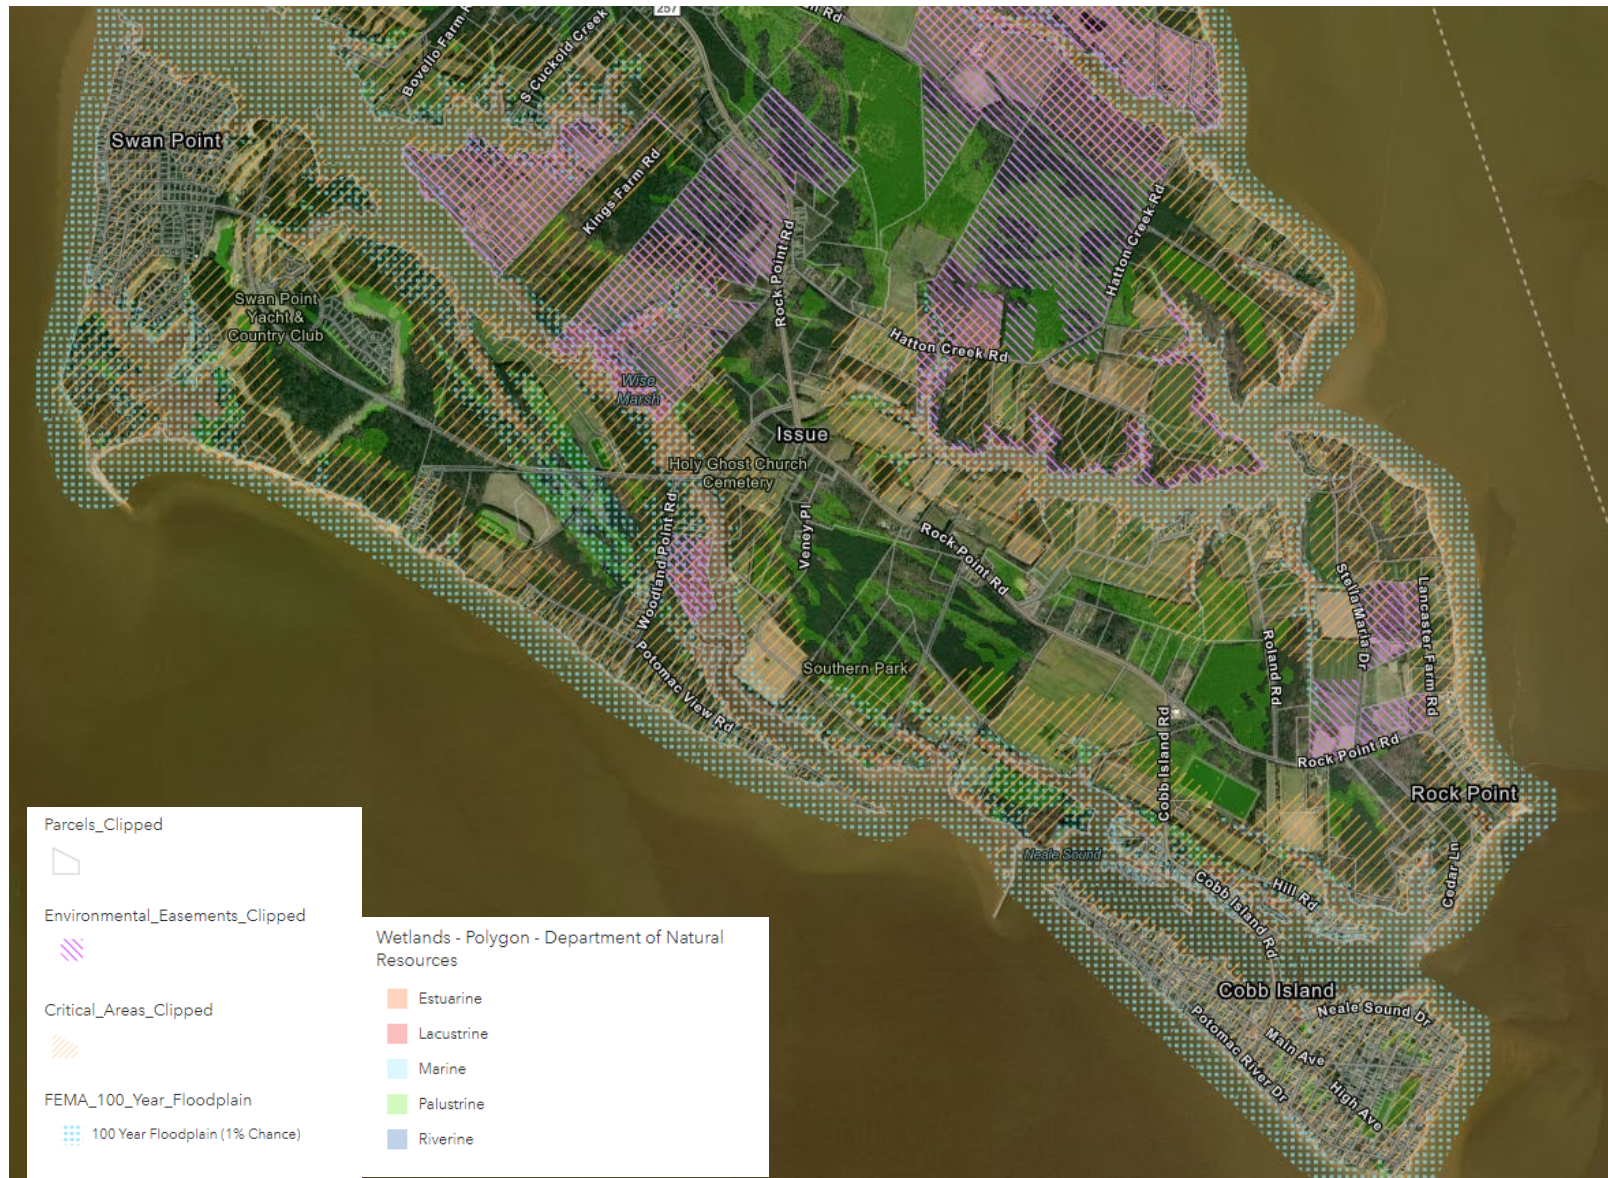 257
Bovello Farm
S Cuckold Creek
Rd
Swan Point
Kings Farm Rd
Rock Point Rd
Hatton Creek Rd
Swan Point
Yacht &
Country Club
Hatton Creek Rd
Wise
Marsh
Issue
Holy Ghost Church
Cemetery
Woodland Point Rd
Veney Pl
Rock Point Rd
Stella Maris Dr
Lancaster Farm Rd
Roland Rd
Southern Park
Potomac View Rd
Cobb Island Rd
Rock Point Rd
Rock Point
Neale Sound
Cedar Ln
Hill Rd
Cobb Island Rd
Cobb Island
Neale Sound Dr
Main Ave
Potomac River Dr
High Ave
Parcels_Clipped
Environmental_Easements_Clipped
Critical_Areas_Clipped
FEMA_100_Year_Floodplain
100 Year Floodplain (1% Chance)
Wetlands - Polygon - Department of Natural
Resources
Estuarine
Lacustrine
Marine
Palustrine
Riverine